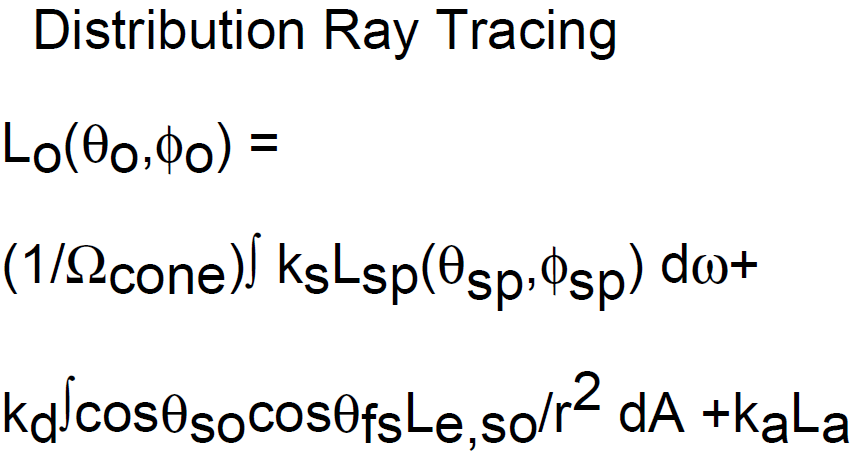 Distribution Ray Tracing
Lo(θo,ϕo) =
(1/Ωcone)∫ ksLsp(θsp,ϕsp) dω+
kd∫cosθsocosθfsLe,so/r² dA +kaLa